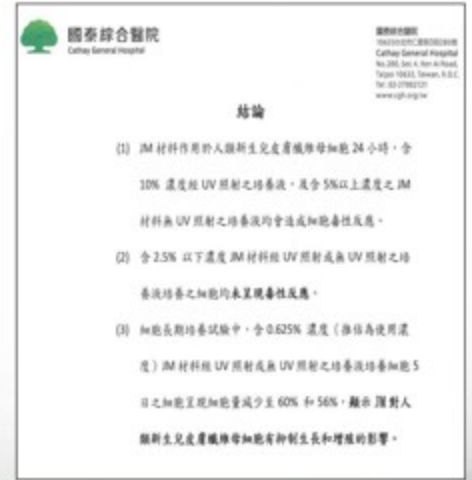 國泰綜合醫院
Cathay General Hospital
國泰綜合醫院
Cathay General Hospital
No.280, Sec.4, Ren Ai Road,
Taipei 10633, Taiwan, R.O.C.
Tel: 02-27082121
www.cgh.org.tw
結論
(1) JM 材料作用於人類新生兒皮膚纖維母細胞 24 小時,含
10% 濃度經 UV 照射之培養液,及含 5%以上濃度之 JM
材料無 UV 照射之培養液均會造成細胞毒性反應。
(2) 含 2.5% 以下濃度 JM 材料經 UV 照射或無 UV 照射之培
養液培養之細胞均未呈現毒性反應。
(3) 細胞長期培養試驗中,含 0.625% 濃度(推估為使用濃
度)JM 材料經 UV 照射或無 UV 照射之培養液培養細胞 5
日之細胞呈現細胞量減少至 60% 和 56%,顯示 對人
類新生兒皮膚纖維母細胞有抑制生長和增殖的影響。